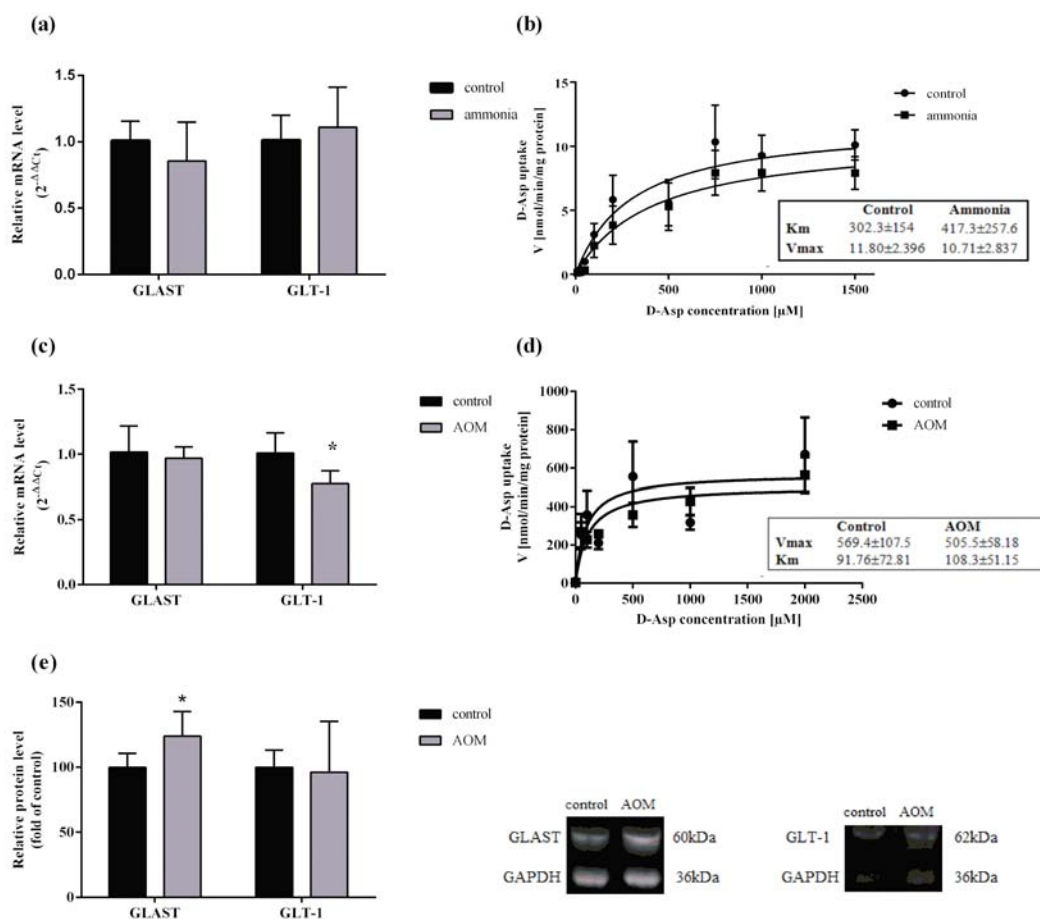 (a)
Relative mRNA level
(2^-ΔΔCt)
1.5
1.0
0.5
0.0
GLAST
GLT-1
control
ammonia
(b)
D-Asp uptake
V [nmol/min/mg protein]
15
10
5
0
500
1000
1500
D-Asp concentration [µM]
control
ammonia
Control Ammonia
Km 302.3±154 417.3±257.6
Vmax 11.80±2.396 10.71±2.837
(c)
Relative mRNA level
(2^-ΔΔCt)
1.5
1.0
0.5
0.0
*
GLAST
GLT-1
control
AOM
(d)
D-Asp uptake
V [nmol/min/mg protein]
1000
800
600
400
200
0
0
500
1000
1500
2000
2500
D-Asp concentration [µM]
control
AOM
Control AOM
Vmax 569.4±107.5 505.5±58.18
Km 91.76±72.81 108.3±51.15
(e)
Relative protein level
(fold of control)
150
100
50
0
*
GLAST
GLT-1
control
AOM
control AOM
GLAST 60kDa
GAPDH 36kDa
control AOM
GLT-1 62kDa
GAPDH 36kDa